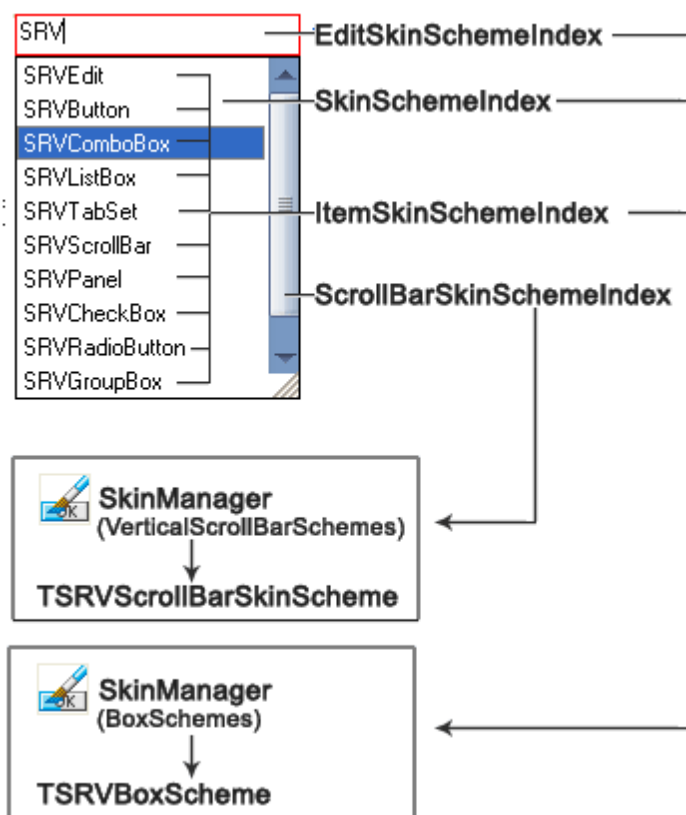 SRV
EditSkinSchemeIndex
SRVEdit
SRVButton
SkinSchemeIndex
SRVComboBox
SRVListBox
SRVTabSet
ItemSkinSchemeIndex
SRVScrollBar
SRVPanel
ScrollBarSkinSchemeIndex
SRVCheckBox
SRVRadioButton
SRVGroupBox
OK
SkinManager
(VerticalScrollBarSchemes)
TSRVScrollBarSkinScheme
OK
SkinManager
(BoxSchemes)
TSRVBoxScheme